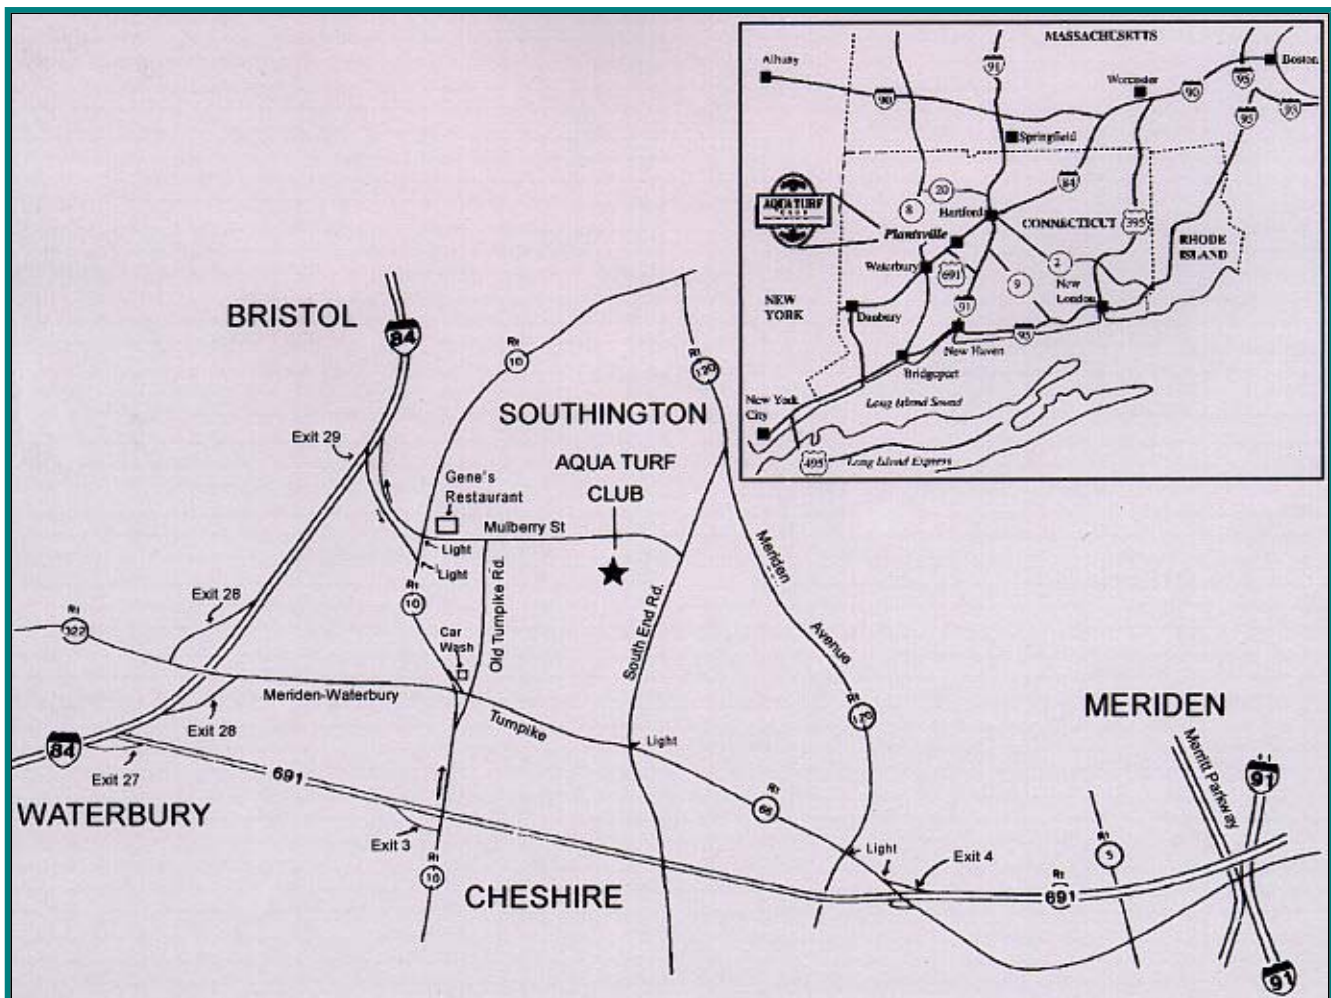 MASSACHUSETTS
Albany
91
95
Boston
Worcester
90
90
95
93
Springfield
84
AQUA TURF
CLUB
20
8
Hartford
CONNECTICUT
395
Plantsville
RHODE
ISLAND
Waterbury
691
2
9
New
London
NEW
YORK
Danbury
91
95
New Haven
Bridgeport
New York
City
Long Island Sound
495
Long Island Express
BRISTOL
84
Rt
10
Rt
120
SOUTHINGTON
Exit 29
AQUA TURF
CLUB
Gene's
Restaurant
Mulberry St
Light
Light
Meriden
Avenue
Exit 28
Rt
10
Rt
322
Old Turnpike Rd.
South End Rd.
Car
Wash
Meriden-Waterbury
Turnpike
Exit 28
Light
Rt
120
MERIDEN
Merritt Parkway
84
Exit 27
691
91
WATERBURY
Rt
66
Exit 3
Light
Exit 4
Rt
5
Rt
10
CHESHIRE
Rt
691
91